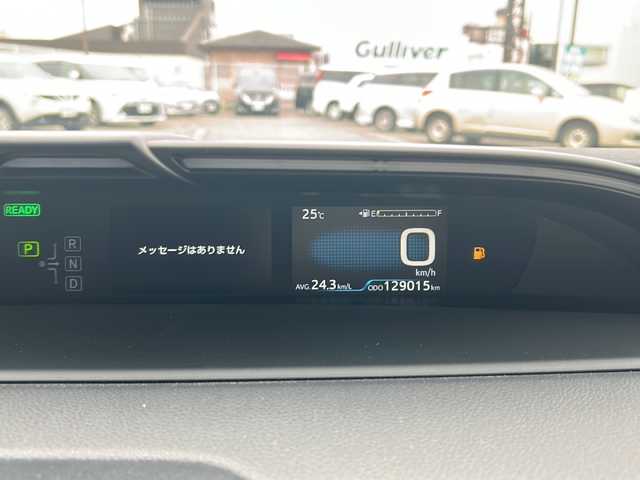 Gulliver
READY
P
R
N
D
メッセージはありません
25℃
E F
0
km/h
AVG 24.3 km/L
ODO 129015 km